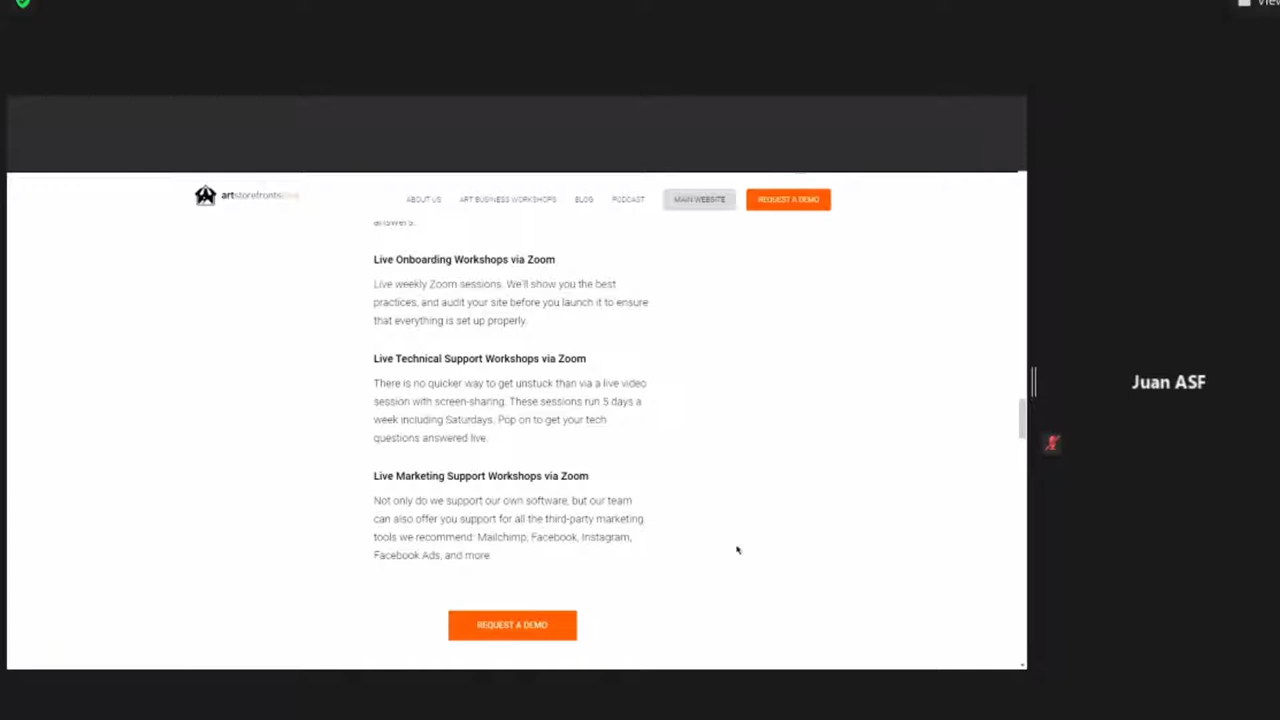 View
artstorefronts
ABOUT US
ART BUSINESS WORKSHOPS
BLOG
PODCAST
MAIN WEBSITE
REQUEST A DEMO
answers.
Live Onboarding Workshops via Zoom
Live weekly Zoom sessions. We'll show you the best
practices, and audit your site before you launch it to ensure
that everything is set up properly.
Live Technical Support Workshops via Zoom
There is no quicker way to get unstuck than via a live video
session with screen-sharing. These sessions run 5 days a
week including Saturdays. Pop on to get your tech
questions answered live.
Live Marketing Support Workshops via Zoom
Not only do we support our own software, but our team
can also offer you support for all the third-party marketing
tools we recommend: Mailchimp, Facebook, Instagram,
Facebook Ads, and more
REQUEST A DEMO
Juan ASF